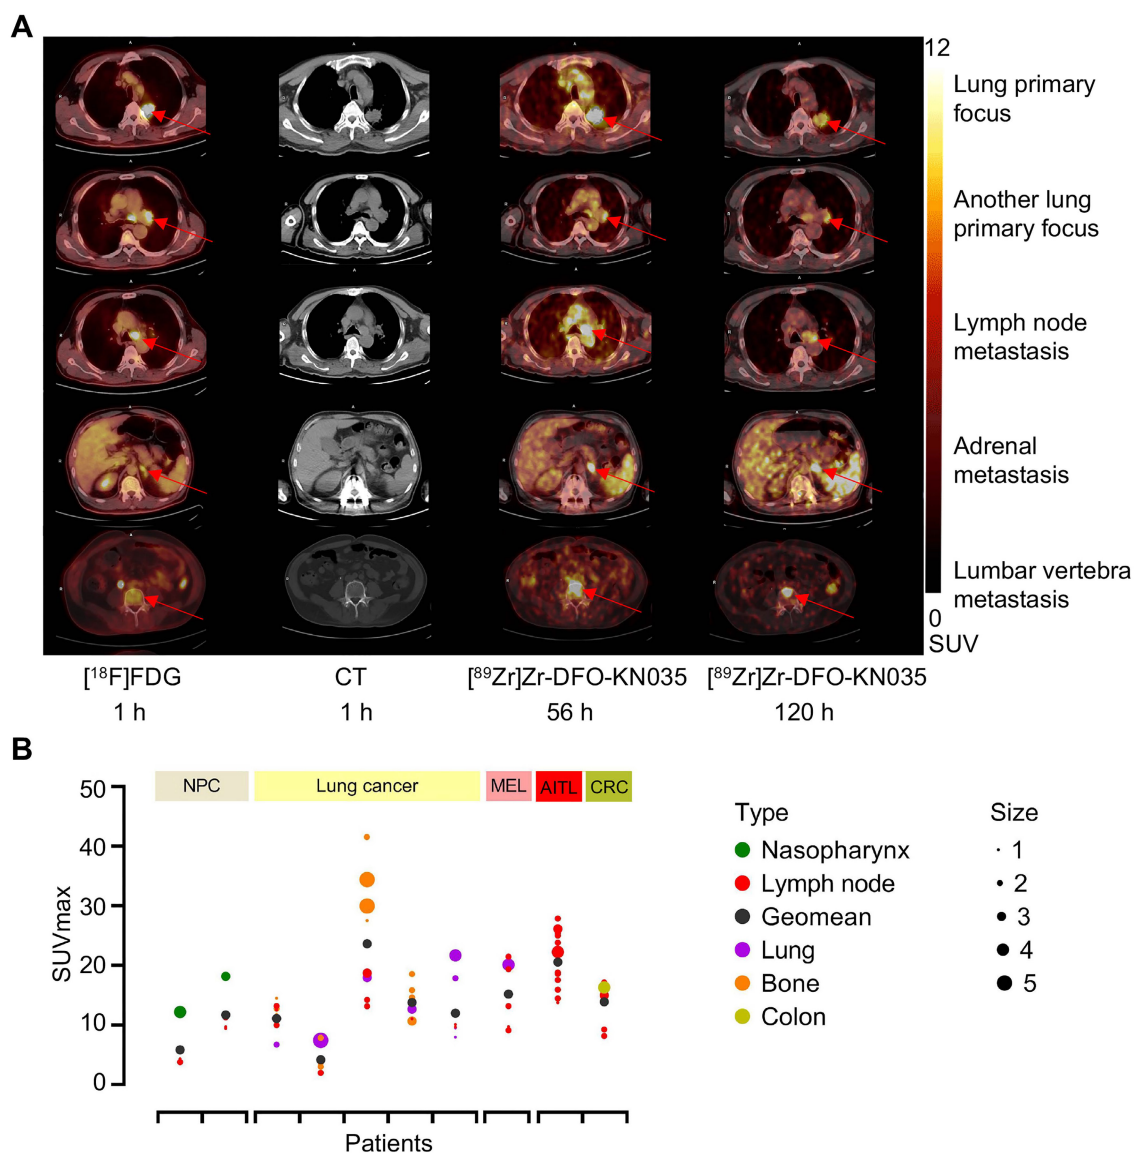 A
12
Lung primary
focus
Another lung
primary focus
Lymph node
metastasis
Adrenal
metastasis
Lumbar vertebra
metastasis
0
SUV
[¹⁸F]FDG
CT
[⁸⁹Zr]Zr-DFO-KN035
[⁸⁹Zr]Zr-DFO-KN035
1 h
1 h
56 h
120 h
B
NPC
Lung cancer
MEL
AITL
CRC
50
40
30
20
10
0
SUVmax
Patients
Type
Nasopharynx
Lymph node
Geomean
Lung
Bone
Colon
Size
1
2
3
4
5